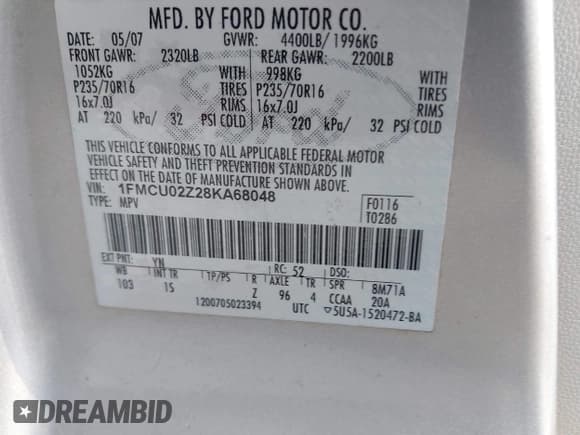 MFD. BY FORD MOTOR CO.
DATE: 05/07 GVWR: 4400LB/ 1996KG
FRONT GAWR: 2320LB REAR GAWR: 2200LB
1052KG WITH 998KG WITH
P235/70R16 TIRES P235/70R16 TIRES
16x7.0J RIMS 16x7.0J RIMS
AT 220 kPa/ 32 PSI COLD AT 220 kPa/ 32 PSI COLD
THIS VEHICLE CONFORMS TO ALL APPLICABLE FEDERAL MOTOR
VEHICLE SAFETY AND THEFT PREVENTION STANDARDS IN
EFFECT ON THE DATE OF MANUFACTURE SHOWN ABOVE.
VIN: 1FMCU02Z28KA68048 F0116
TYPE: MPV T0286
EXT PNT: YN RC: 52 DSO:
WB INT TR TP/PS R AXLE TR SPR 8M71A
103 IS Z 96 4 CCAA 20A
1200705023394 UTC ▽5U5A-1520472-BA
DREAMBID